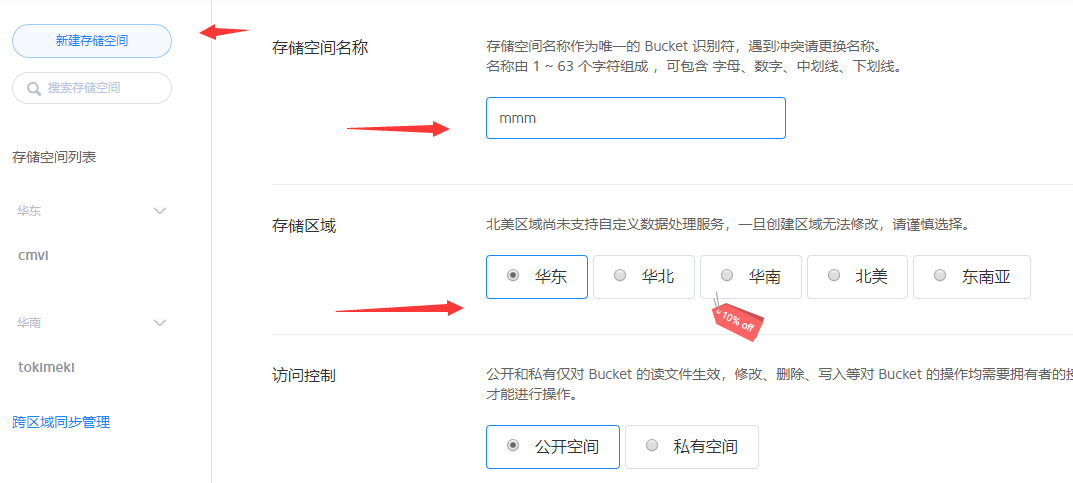 新建存储空间
搜索存储空间
存储空间列表
华东
cmvl
华南
tokimeki
跨区域同步管理
存储空间名称
存储空间名称作为唯一的 Bucket 识别符，遇到冲突请更换名称。
名称由 1 ~ 63 个字符组成 ，可包含 字母、数字、中划线、下划线。
mmm
存储区域
北美区域尚未支持自定义数据处理服务，一旦创建区域无法修改，请谨慎选择。
华东
华北
华南
北美
东南亚
10% off
访问控制
公开和私有仅对 Bucket 的读文件生效，修改、删除、写入等对 Bucket 的操作均需要拥有者的
才能进行操作。
公开空间
私有空间